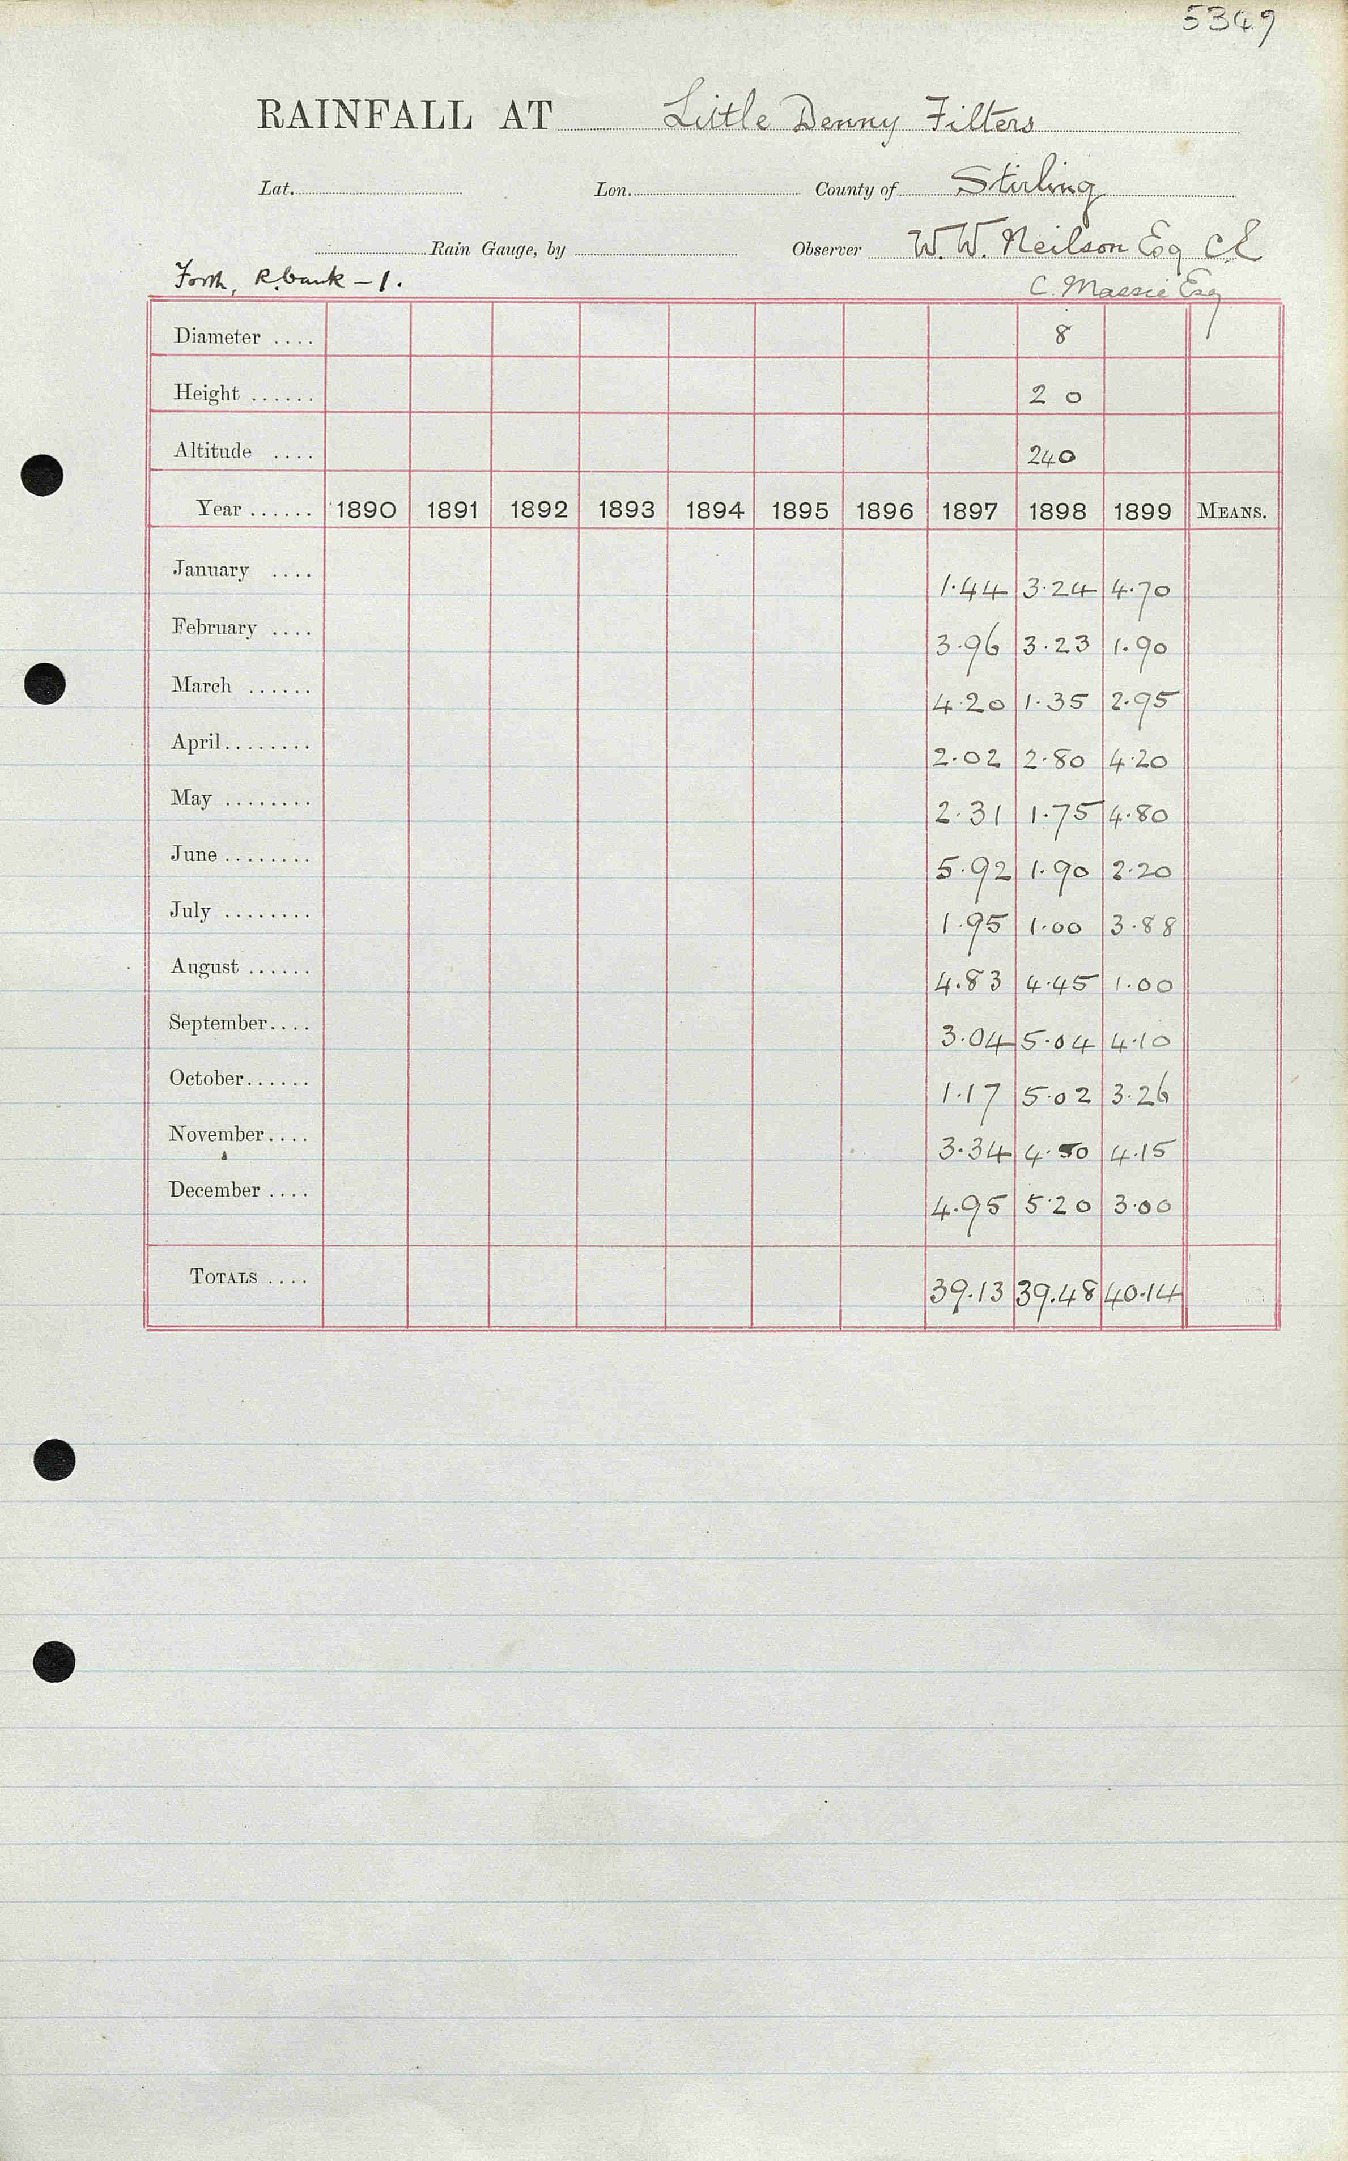 5349
RAINFALL AT Little Denny Filters
Lat. Lon. County of Stirling
Rain Gauge, by Observer W. W. Neilson Esq CE
Forth, R. bank - 1. C. Massie Esq
Diameter .... 8
Height ...... 2 0
Altitude .... 240
Year ...... 1890 1891 1892 1893 1894 1895 1896 1897 1898 1899 MEANS.
January .... 1.44 3.24 4.70
February .... 3.96 3.23 1.90
March ...... 4.20 1.35 2.95
April ........ 2.02 2.80 4.20
May ........ 2.31 1.75 4.80
June ........ 5.92 1.90 2.20
July ........ 1.95 1.00 3.88
August ...... 4.83 4.45 1.00
September.... 3.04 5.04 4.10
October...... 1.17 5.02 3.26
November.... 3.34 4.50 4.15
December .... 4.95 5.20 3.00
TOTALS .... 39.13 39.48 40.14